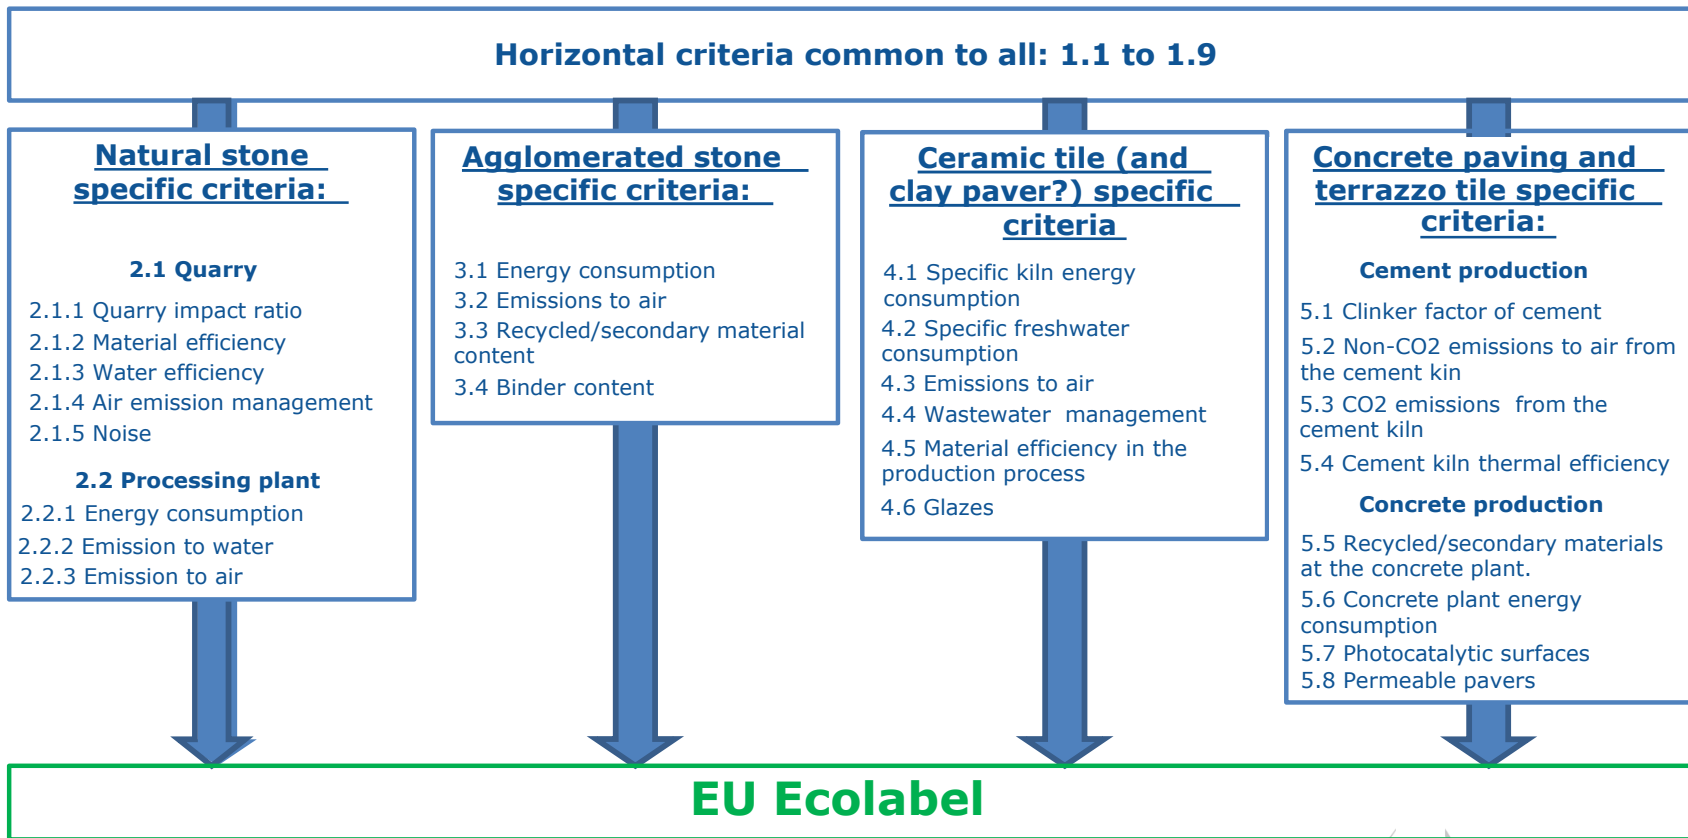 Horizontal criteria common to all: 1.1 to 1.9
Natural stone
specific criteria:
2.1 Quarry
2.1.1 Quarry impact ratio
2.1.2 Material efficiency
2.1.3 Water efficiency
2.1.4 Air emission management
2.1.5 Noise
2.2 Processing plant
2.2.1 Energy consumption
2.2.2 Emission to water
2.2.3 Emission to air
Agglomerated stone
specific criteria:
3.1 Energy consumption
3.2 Emissions to air
3.3 Recycled/secondary material
content
3.4 Binder content
Ceramic tile (and
clay paver?) specific
criteria
4.1 Specific kiln energy
consumption
4.2 Specific freshwater
consumption
4.3 Emissions to air
4.4 Wastewater  management
4.5 Material efficiency in the
production process
4.6 Glazes
Concrete paving and
terrazzo tile specific
criteria:
Cement production
5.1 Clinker factor of cement
5.2 Non-CO2 emissions to air from
the cement kin
5.3 CO2 emissions  from the
cement kiln
5.4 Cement kiln thermal efficiency
Concrete production
5.5 Recycled/secondary materials
at the concrete plant.
5.6 Concrete plant energy
consumption
5.7 Photocatalytic surfaces
5.8 Permeable pavers
EU Ecolabel